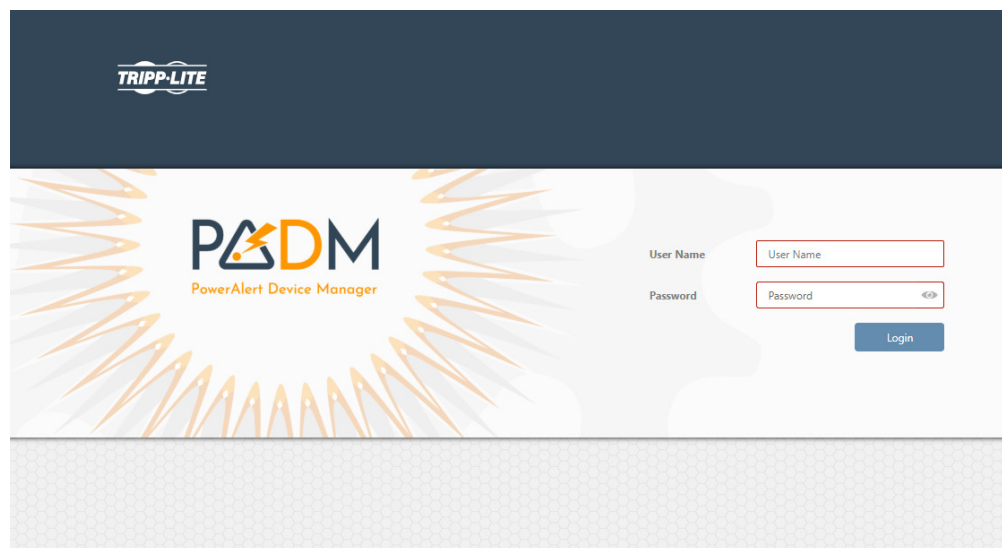 TRIPP·LITE
PADM
PowerAlert Device Manager
User Name
User Name
Password
Password
Login